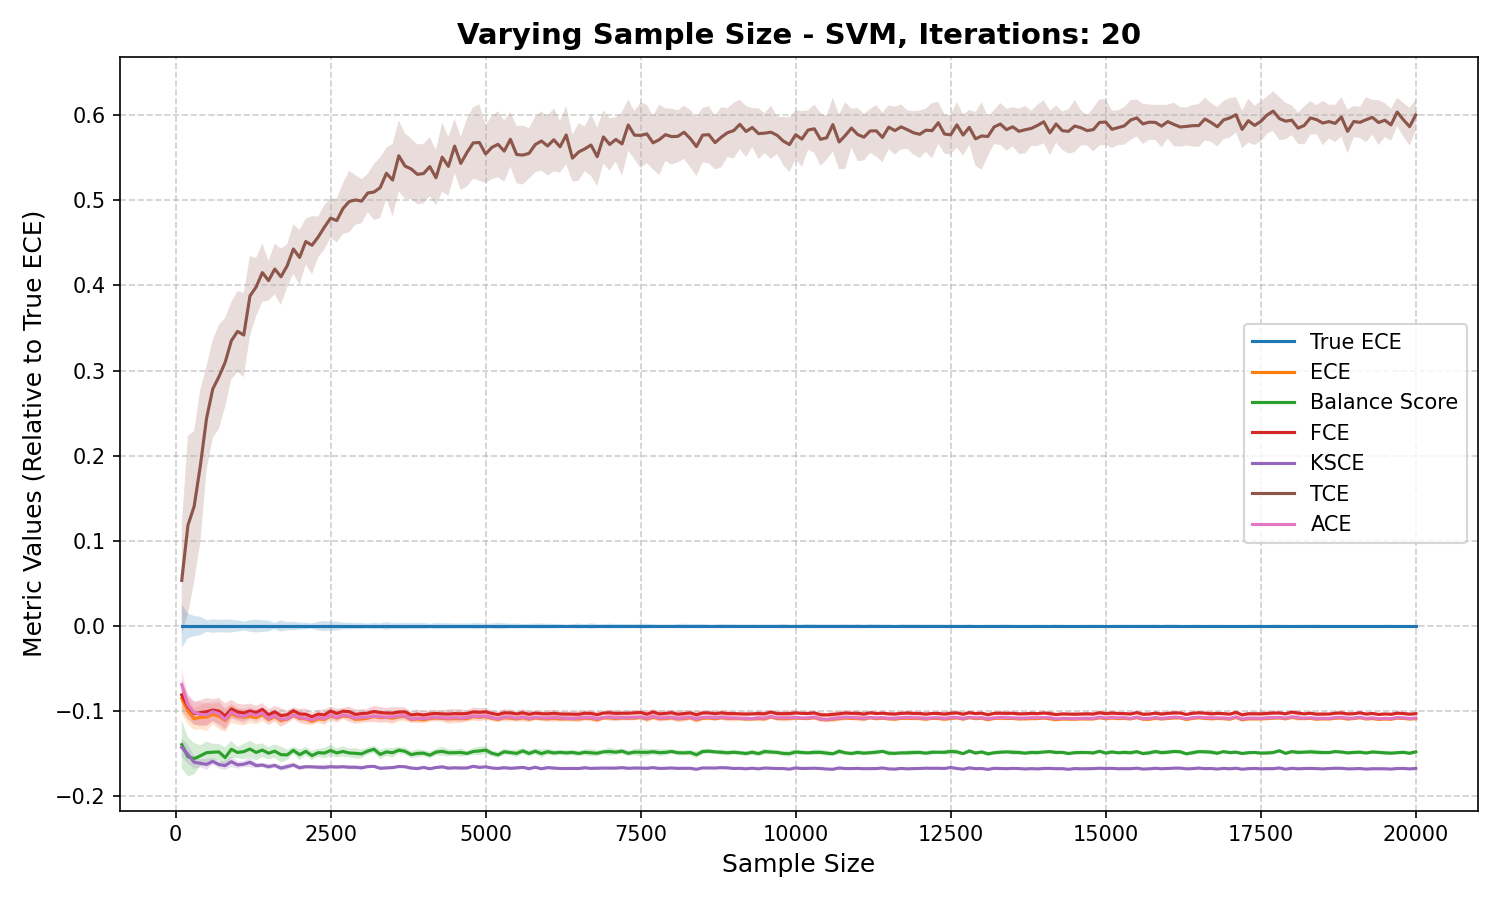 Varying Sample Size - SVM, Iterations: 20
Metric Values (Relative to True ECE)
0.6
0.5
0.4
0.3
0.2
0.1
0.0
−0.1
−0.2
True ECE
ECE
Balance Score
FCE
KSCE
TCE
ACE
0 2500 5000 7500 10000 12500 15000 17500 20000
Sample Size